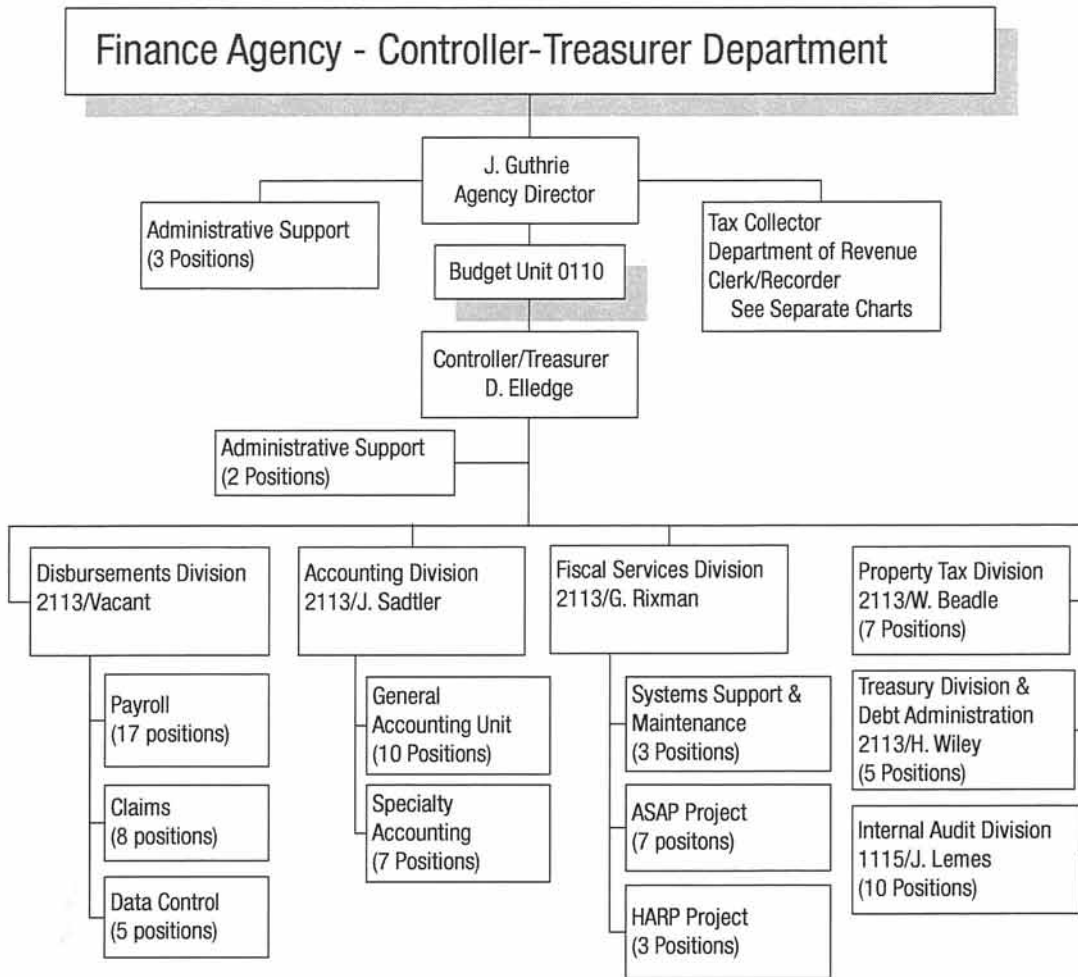 Finance Agency - Controller-Treasurer Department
J. Guthrie
Agency Director
Administrative Support
(3 Positions)
Tax Collector
Department of Revenue
Clerk/Recorder
See Separate Charts
Budget Unit 0110
Controller/Treasurer
D. Elledge
Administrative Support
(2 Positions)
Disbursements Division
2113/Vacant
Payroll
(17 positions)
Claims
(8 positions)
Data Control
(5 positions)
Accounting Division
2113/J. Sadtler
General
Accounting Unit
(10 Positions)
Specialty
Accounting
(7 Positions)
Fiscal Services Division
2113/G. Rixman
Systems Support &
Maintenance
(3 Positions)
ASAP Project
(7 positons)
HARP Project
(3 Positions)
Property Tax Division
2113/W. Beadle
(7 Positions)
Treasury Division &
Debt Administration
2113/H. Wiley
(5 Positions)
Internal Audit Division
1115/J. Lemes
(10 Positions)